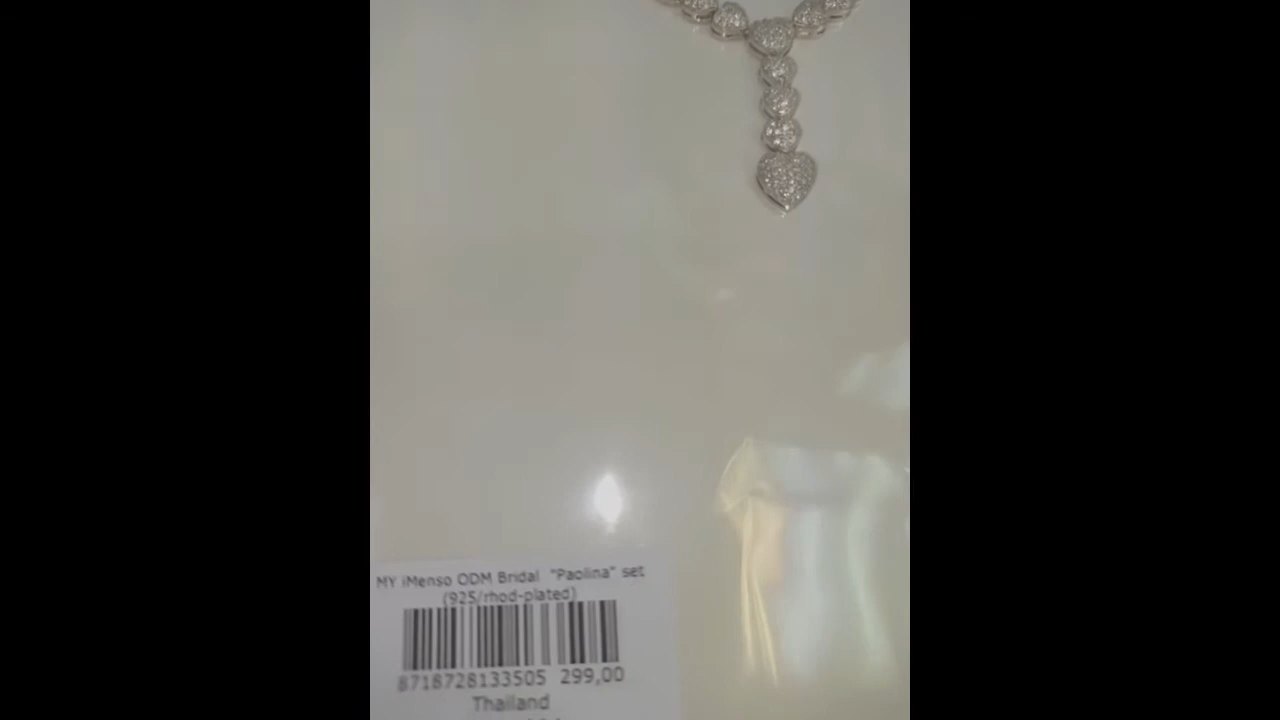 MY iMenso ODM Bridal "Paolina" set
(925/rhod-plated)
8718728133505 299,00
Thailand